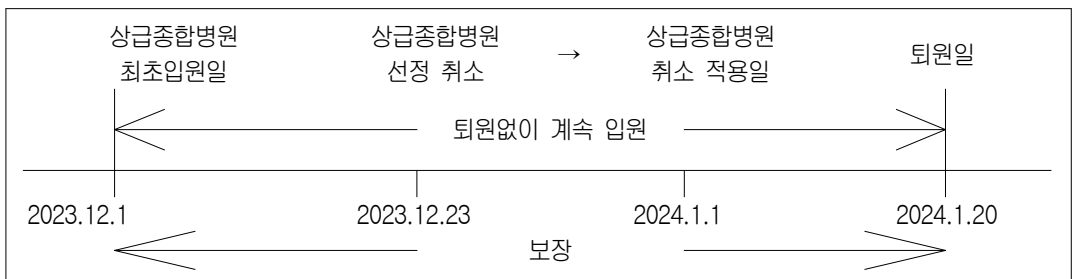 상급종합병원 상급종합병원 → 상급종합병원 퇴원일
최초입원일 선정 취소 취소 적용일
퇴원없이 계속 입원
2023.12.1 2023.12.23 2024.1.1 2024.1.20
보장